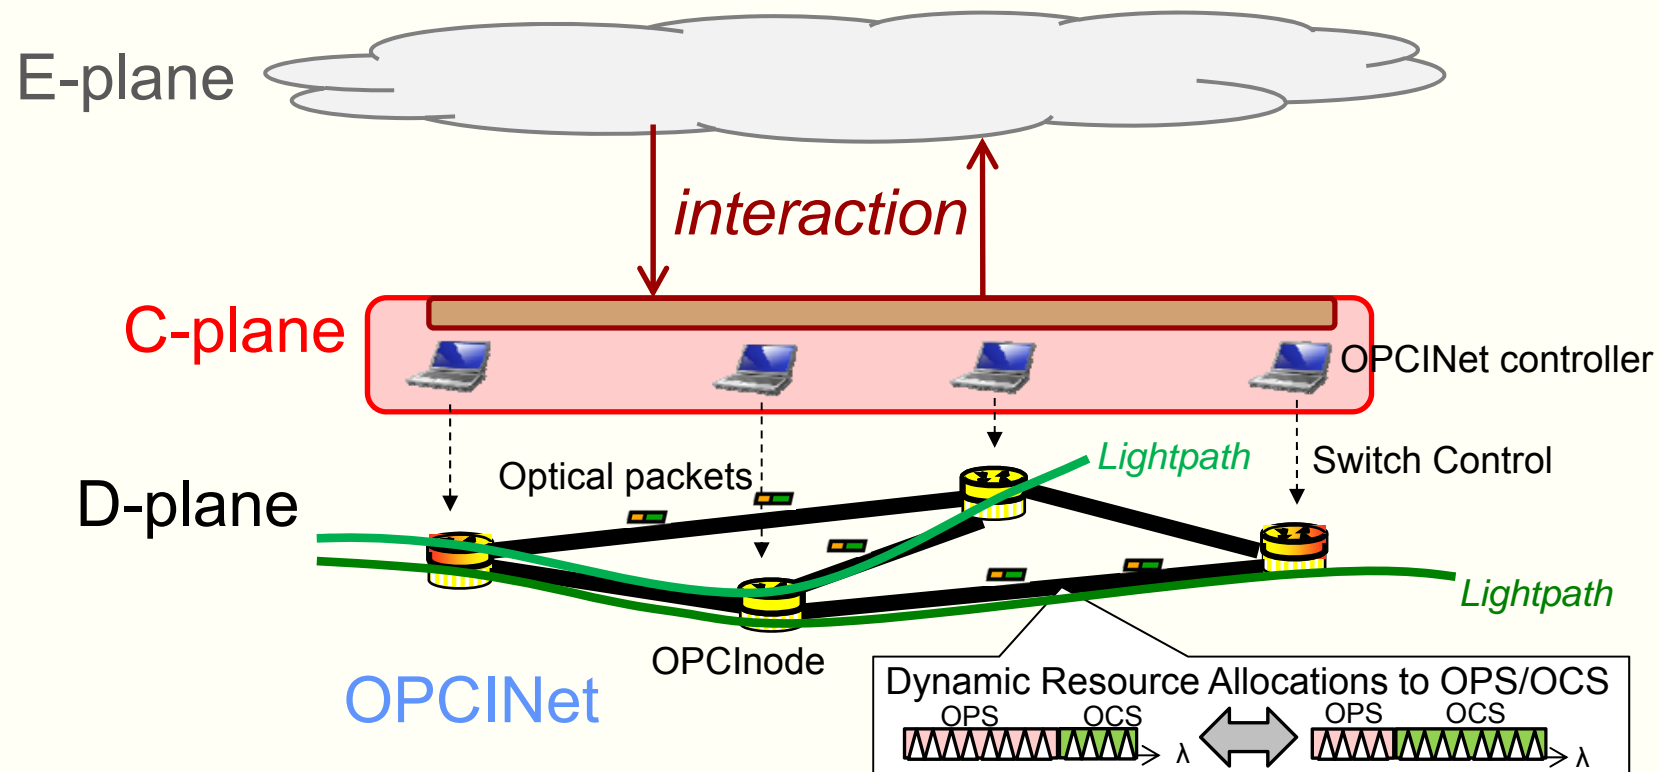 E-plane
interaction
C-plane
OPCINet controller
Optical packets
Lightpath
Switch Control
D-plane
Lightpath
OPCInode
OPCINet
Dynamic Resource Allocations to OPS/OCS
OPS OCS OPS OCS
λ λ